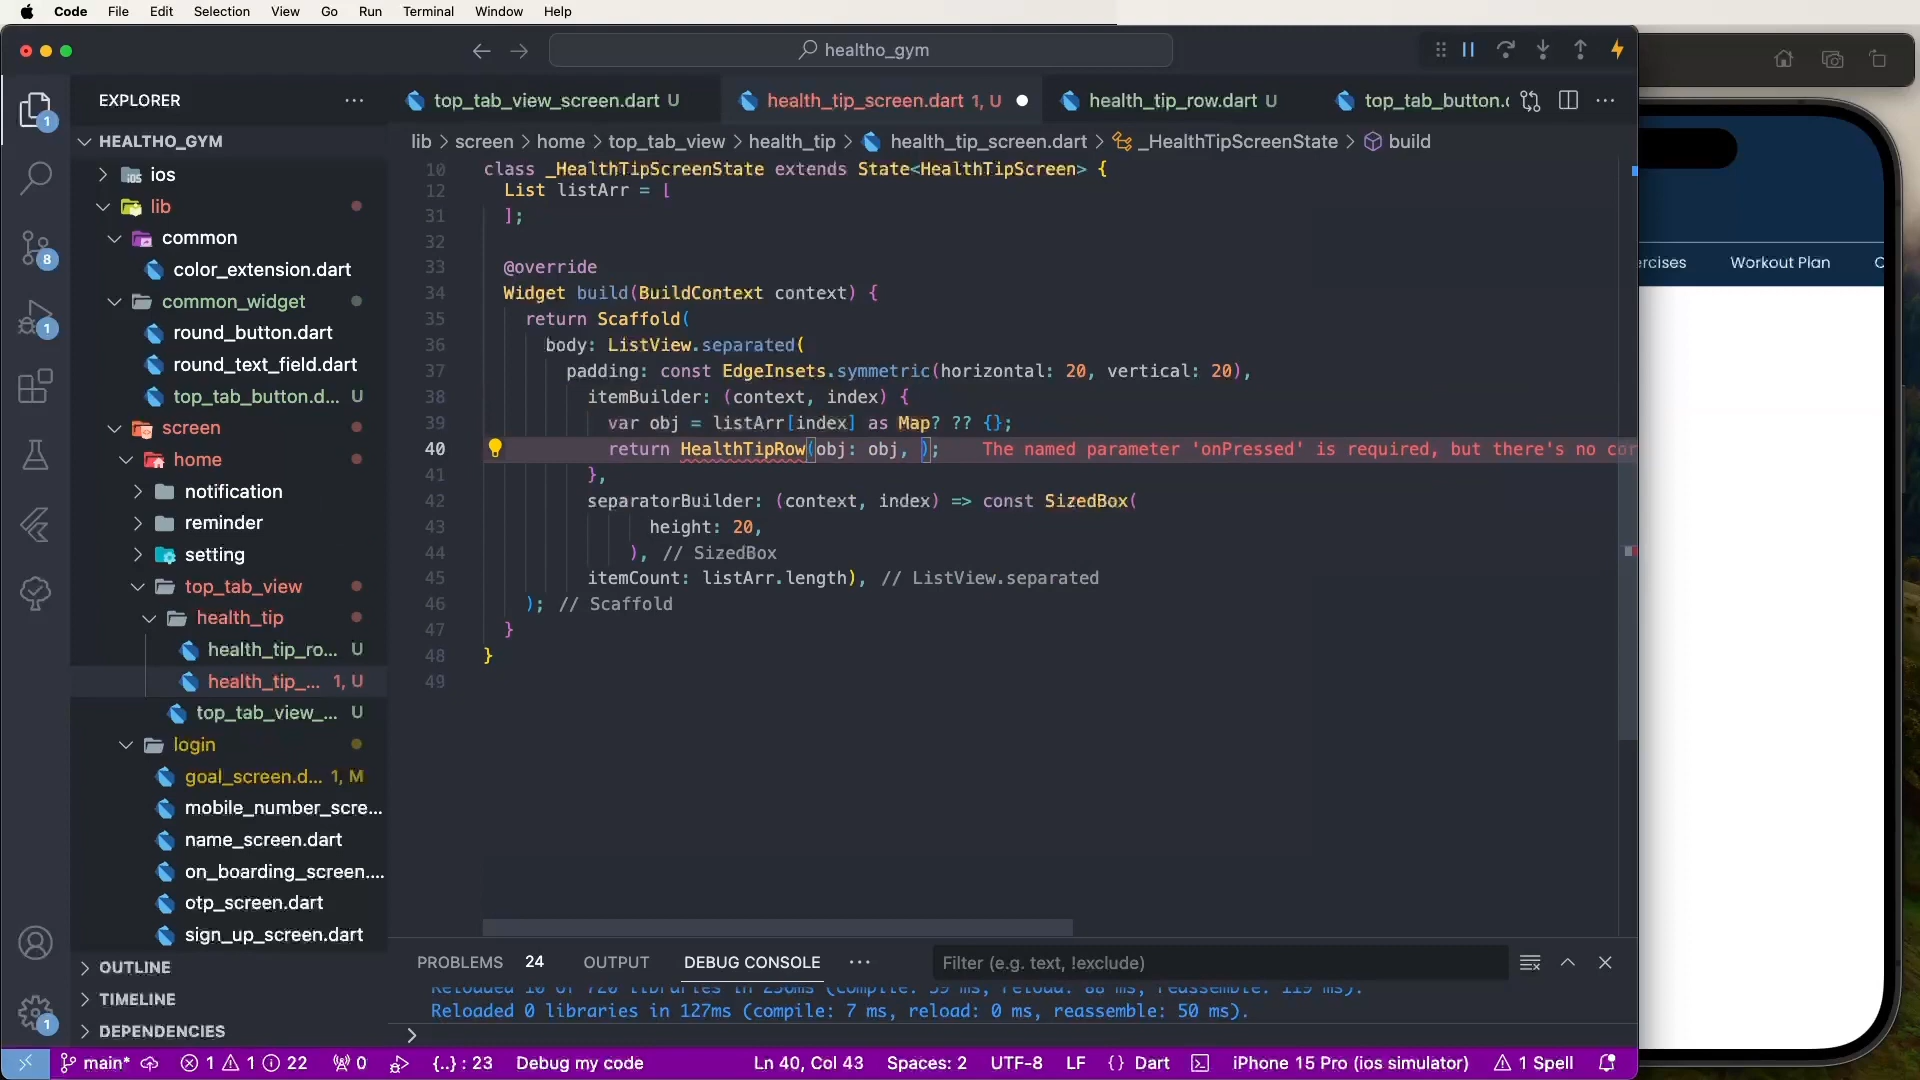 Code File Edit Selection View Go Run Terminal Window Help
healtho_gym
EXPLORER
top_tab_view_screen.dart U
health_tip_screen.dart 1, U
health_tip_row.dart U
top_tab_button.
HEALTHO_GYM
lib > screen > home > top_tab_view > health_tip > health_tip_screen.dart > _HealthTipScreenState > build
ios
lib
common
color_extension.dart
common_widget
round_button.dart
round_text_field.dart
top_tab_button.d... U
screen
home
notification
reminder
setting
top_tab_view
health_tip
health_tip_ro... U
health_tip_... 1, U
top_tab_view_... U
login
goal_screen.d... 1, M
mobile_number_scre...
name_screen.dart
on_boarding_screen....
otp_screen.dart
sign_up_screen.dart
OUTLINE
TIMELINE
DEPENDENCIES
10 class _HealthTipScreenState extends State<HealthTipScreen> {
12 List listArr = [
31 ];
32
33 @override
34 Widget build(BuildContext context) {
35 return Scaffold(
36 body: ListView.separated(
37 padding: const EdgeInsets.symmetric(horizontal: 20, vertical: 20),
38 itemBuilder: (context, index) {
39 var obj = listArr[index] as Map? ?? {};
40 return HealthTipRow(obj: obj, ); The named parameter 'onPressed' is required, but there's no cor
41 },
42 separatorBuilder: (context, index) => const SizedBox(
43 height: 20,
44 ), // SizedBox
45 itemCount: listArr.length), // ListView.separated
46 ); // Scaffold
47 }
48 }
49
ercises Workout Plan C
PROBLEMS 24 OUTPUT DEBUG CONSOLE ...
Filter (e.g. text, !exclude)
Reloaded 0 libraries in 127ms (compile: 7 ms, reload: 0 ms, reassemble: 50 ms).
>
main* 1 1 22 0 {..} : 23 Debug my code Ln 40, Col 43 Spaces: 2 UTF-8 LF {} Dart iPhone 15 Pro (ios simulator) 1 Spell